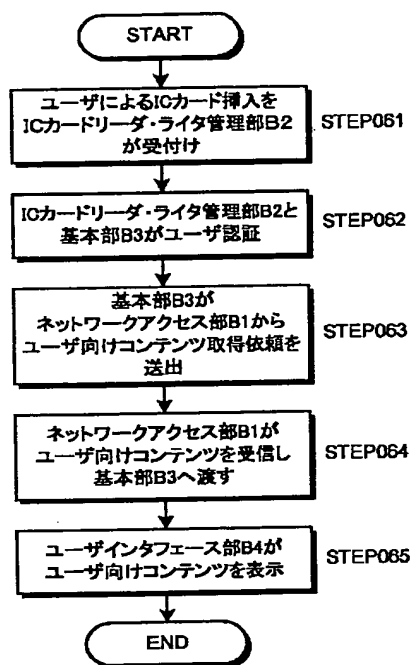 START
ユーザによるICカード挿入を
ICカードリーダ・ライタ管理部B2
が受付け
STEP061
ICカードリーダ・ライタ管理部B2と
基本部B3がユーザ認証
STEP062
基本部B3が
ネットワークアクセス部B1から
ユーザ向けコンテンツ取得依頼を
送出
STEP063
ネットワークアクセス部B1が
ユーザ向けコンテンツを受信し
基本部B3へ渡す
STEP064
ユーザインタフェース部B4が
ユーザ向けコンテンツを表示
STEP065
END